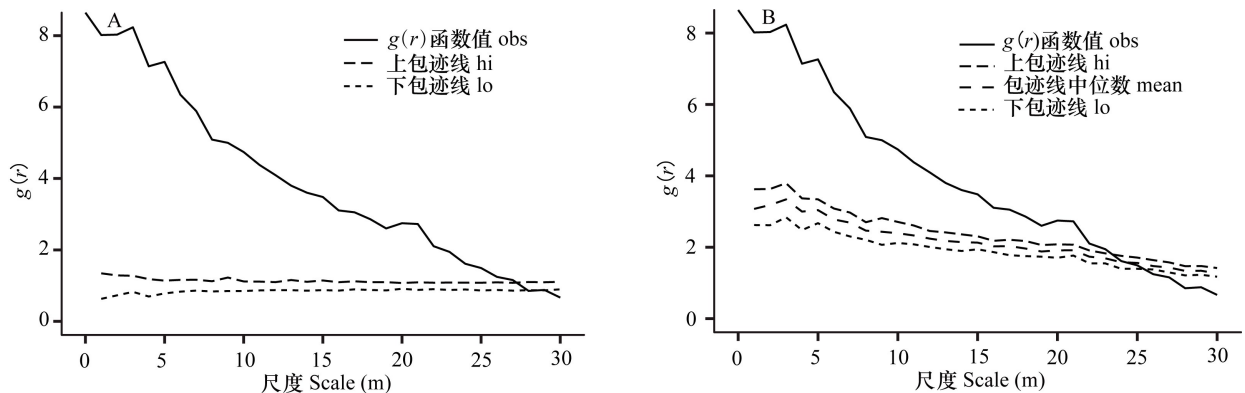 A
g(r)函数值 obs
上包迹线 hi
下包迹线 lo
g(r)
8
6
4
2
0
0 5 10 15 20 25 30
尺度 Scale (m)
B
g(r)函数值 obs
上包迹线 hi
包迹线中位数 mean
下包迹线 lo
g(r)
8
6
4
2
0
0 5 10 15 20 25 30
尺度 Scale (m)